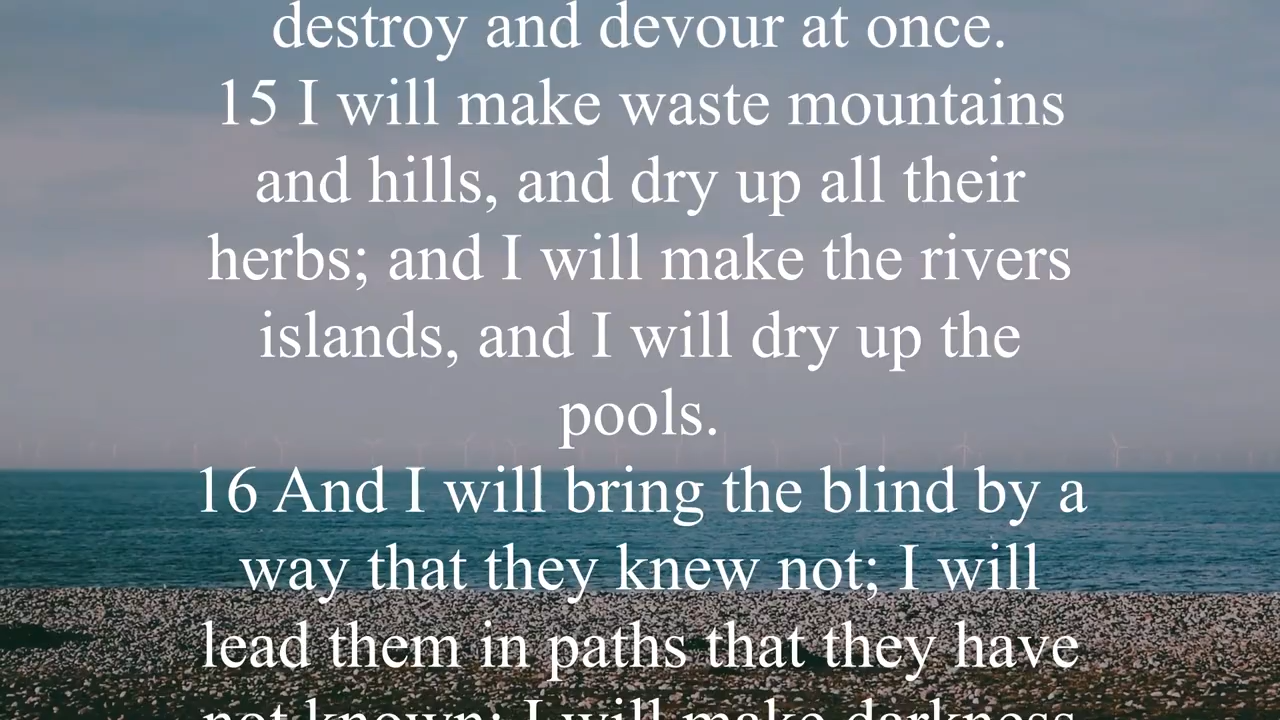 destroy and devour at once.
15 I will make waste mountains
and hills, and dry up all their
herbs; and I will make the rivers
islands, and I will dry up the
pools.
16 And I will bring the blind by a
way that they knew not; I will
lead them in paths that they have
not known: I will make darkness